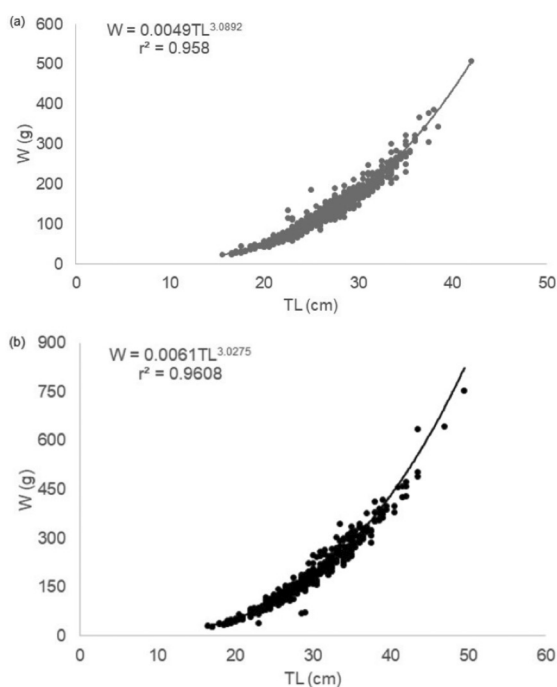 (a)
W = 0.0049TL^3.0892
r² = 0.958
600
500
400
300
200
100
0
W (g)
0 10 20 30 40 50
TL (cm)
(b)
W = 0.0061TL^3.0275
r² = 0.9608
900
750
600
450
300
150
0
W (g)
0 10 20 30 40 50 60
TL (cm)